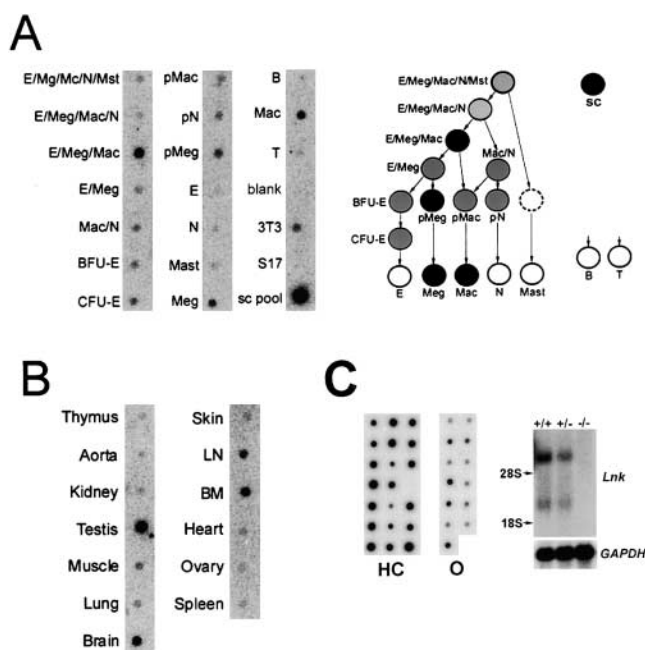 A
E/Mg/Mc/N/Mst
E/Meg/Mac/N
E/Meg/Mac
E/Meg
Mac/N
BFU-E
CFU-E
pMac
pN
pMeg
E
N
Mast
Meg
B
Mac
T
blank
3T3
S17
sc pool
E/Meg/Mac/N/Mst
SC
E/Meg/Mac/N
E/Meg/Mac
Mac/N
E/Meg
BFU-E
pMeg
pMac
pN
CFU-E
E
Meg
Mac
N
Mast
B
T
B
Thymus
Aorta
Kidney
Testis
Muscle
Lung
Brain
Skin
LN
BM
Heart
Ovary
Spleen
C
HC
O
+/+ +/- -/-
28S
Lnk
18S
GAPDH